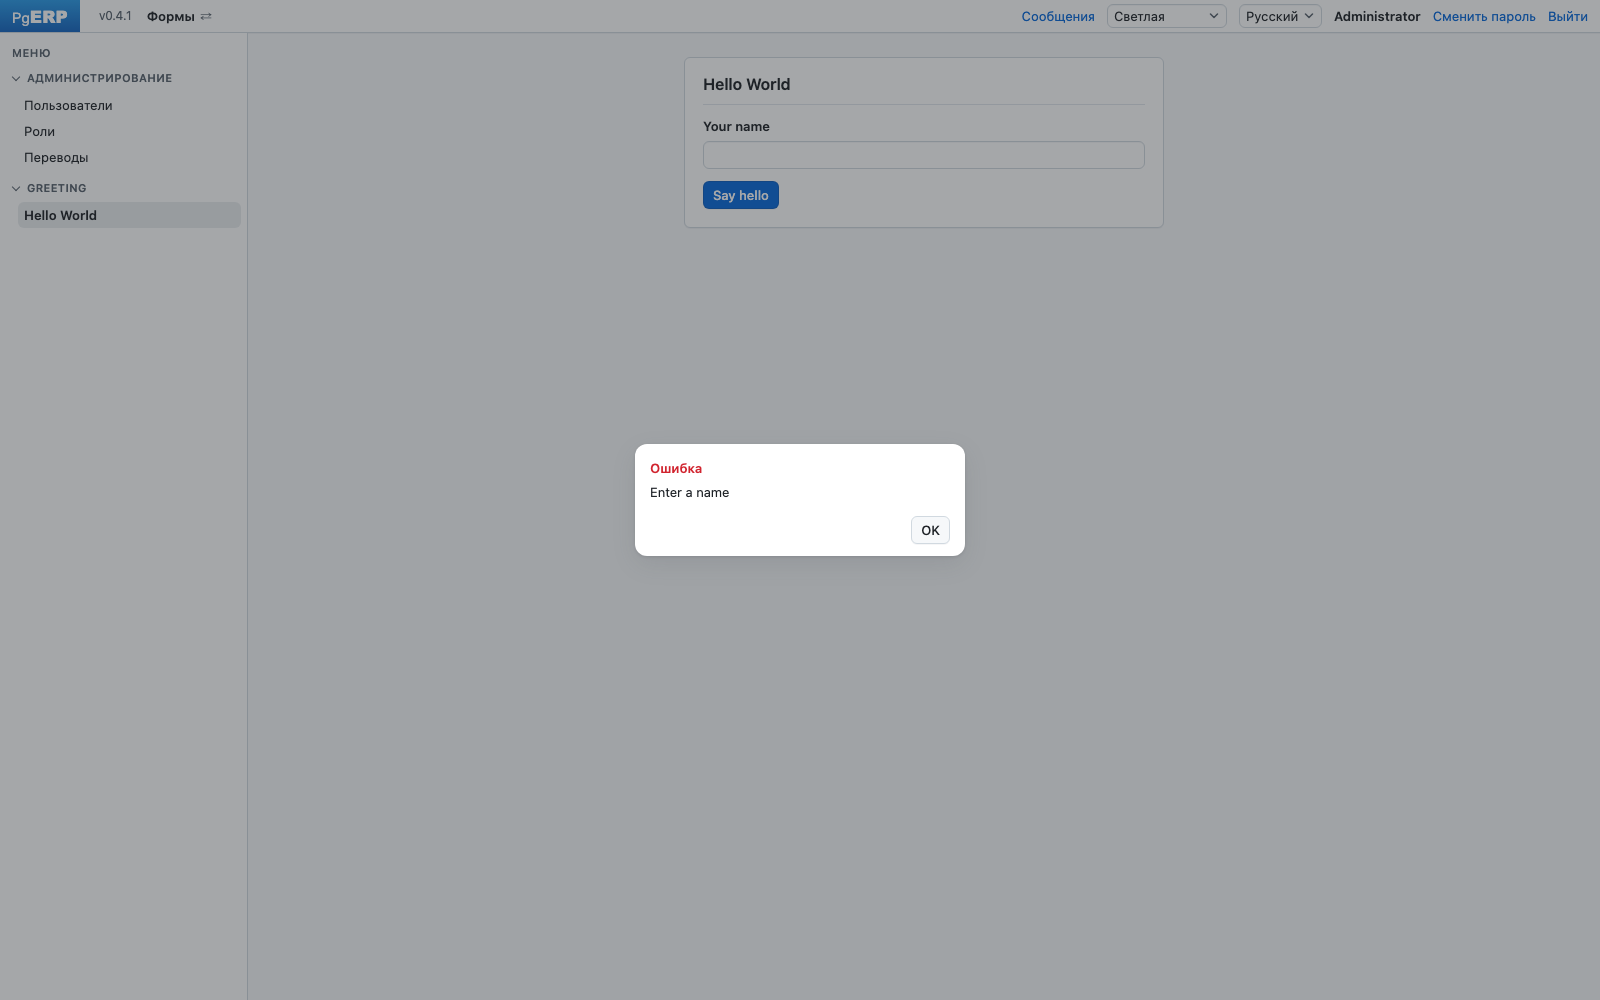 PgERP v0.4.1 Формы ⇄ Сообщения Светлая Русский Administrator Сменить пароль Выйти
МЕНЮ
АДМИНИСТРИРОВАНИЕ
Пользователи
Роли
Переводы
GREETING
Hello World
Hello World
Your name
Say hello
Ошибка
Enter a name
OK